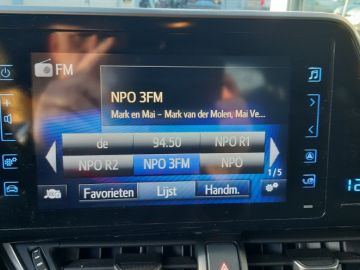 FM
NPO 3FM
Mark en Mai – Mark van der Molen, Mai Ve...
de 94.50 NPO R1
NPO R2 NPO 3FM NPO
1/5
Favorieten Lijst Handm.